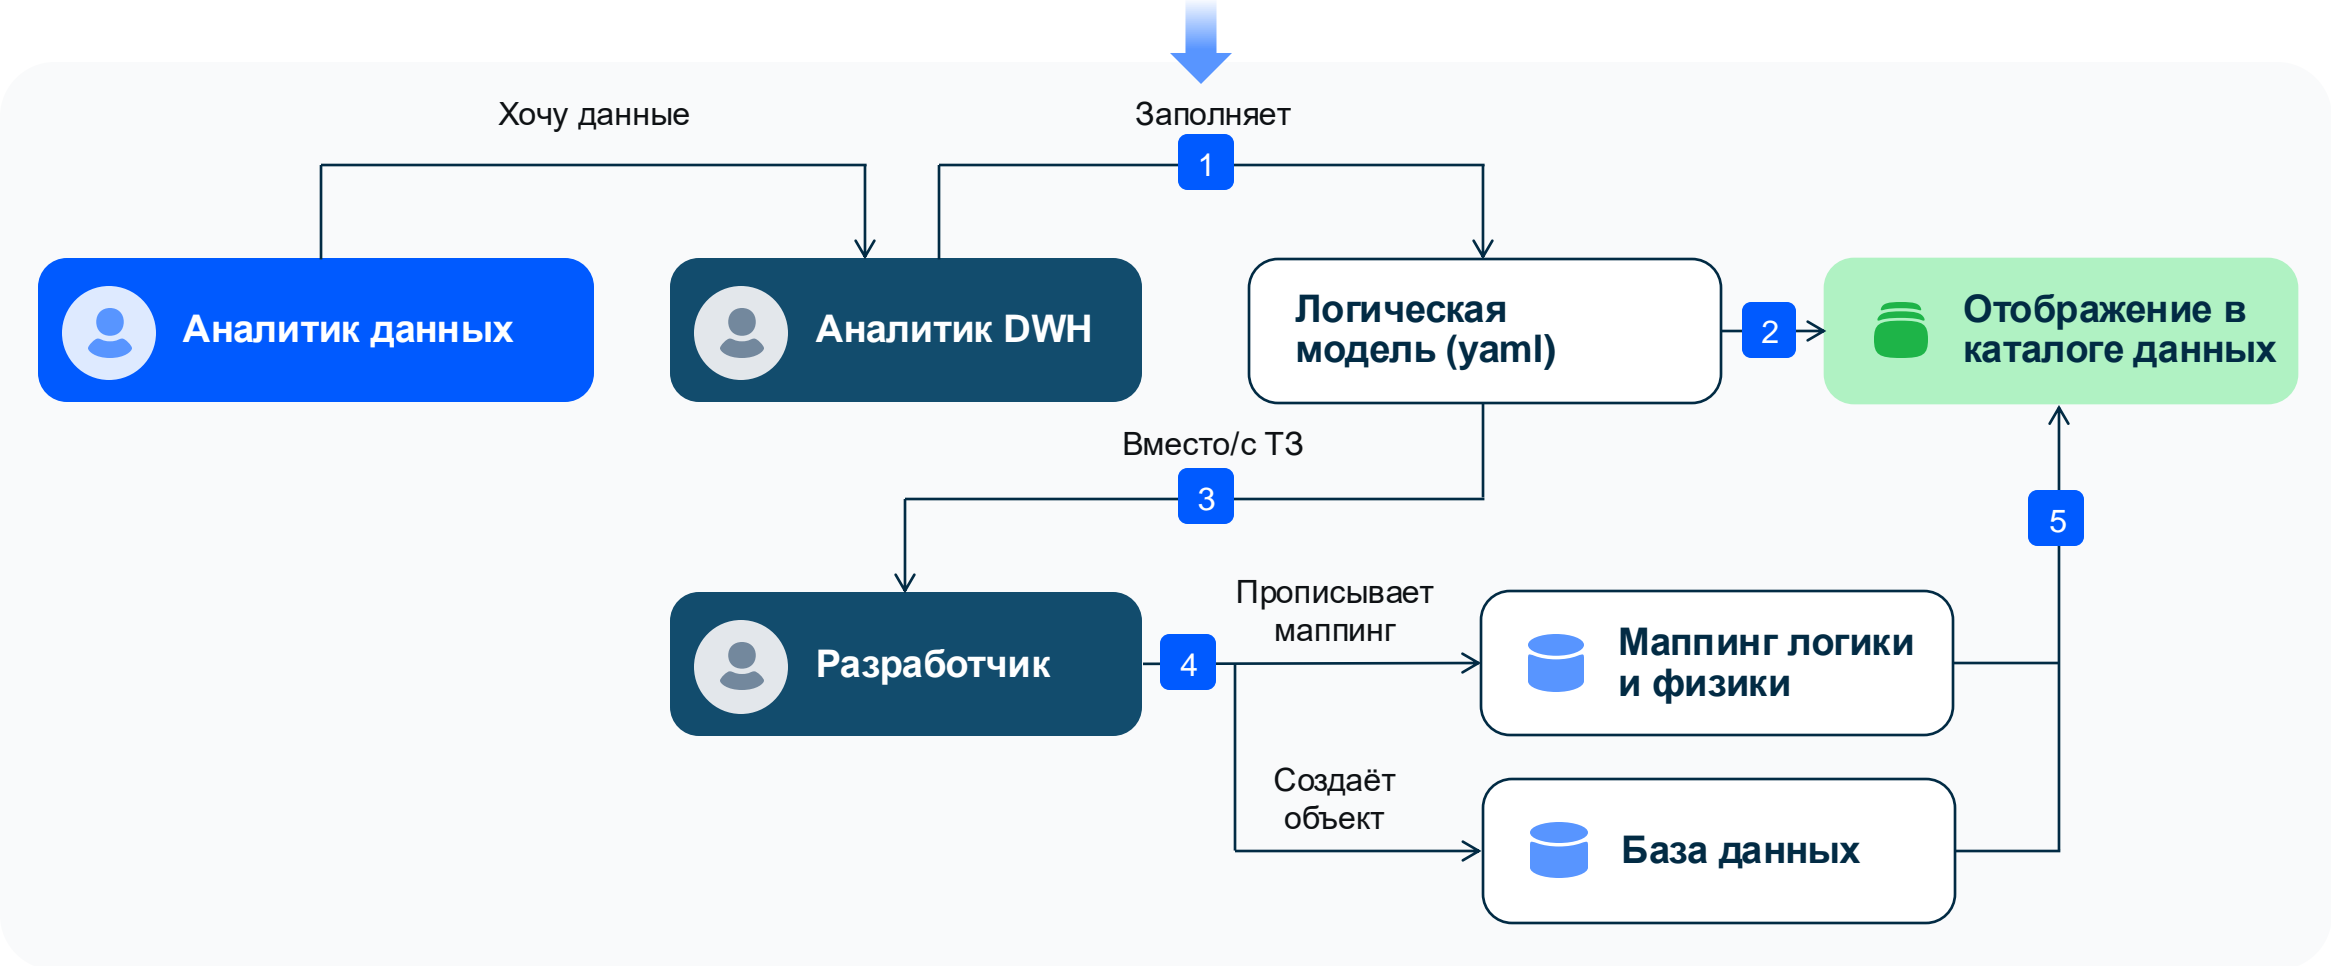 Хочу данные
Заполняет
1
Аналитик данных
Аналитик DWH
Логическая
модель (yaml)
2
Отображение в
каталоге данных
Вместо/с ТЗ
3
5
Разработчик
4
Прописывает
маппинг
Маппинг логики
и физики
Создаёт
объект
База данных